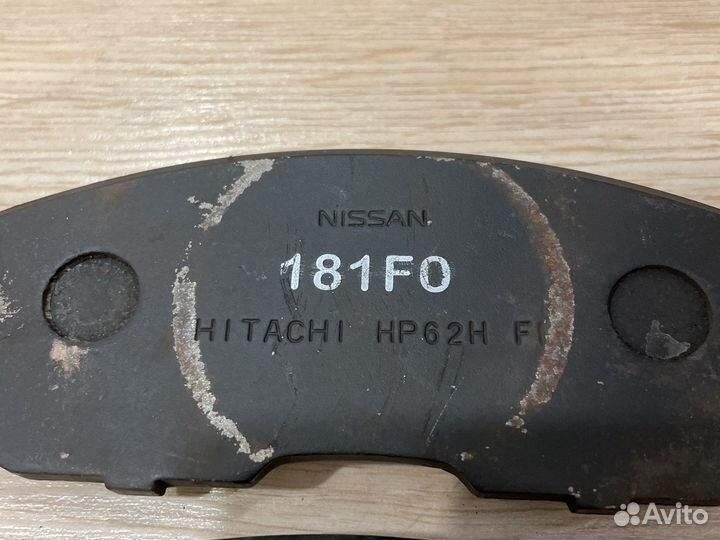 NISSAN
181F0
HITACHI HP62H
Avito